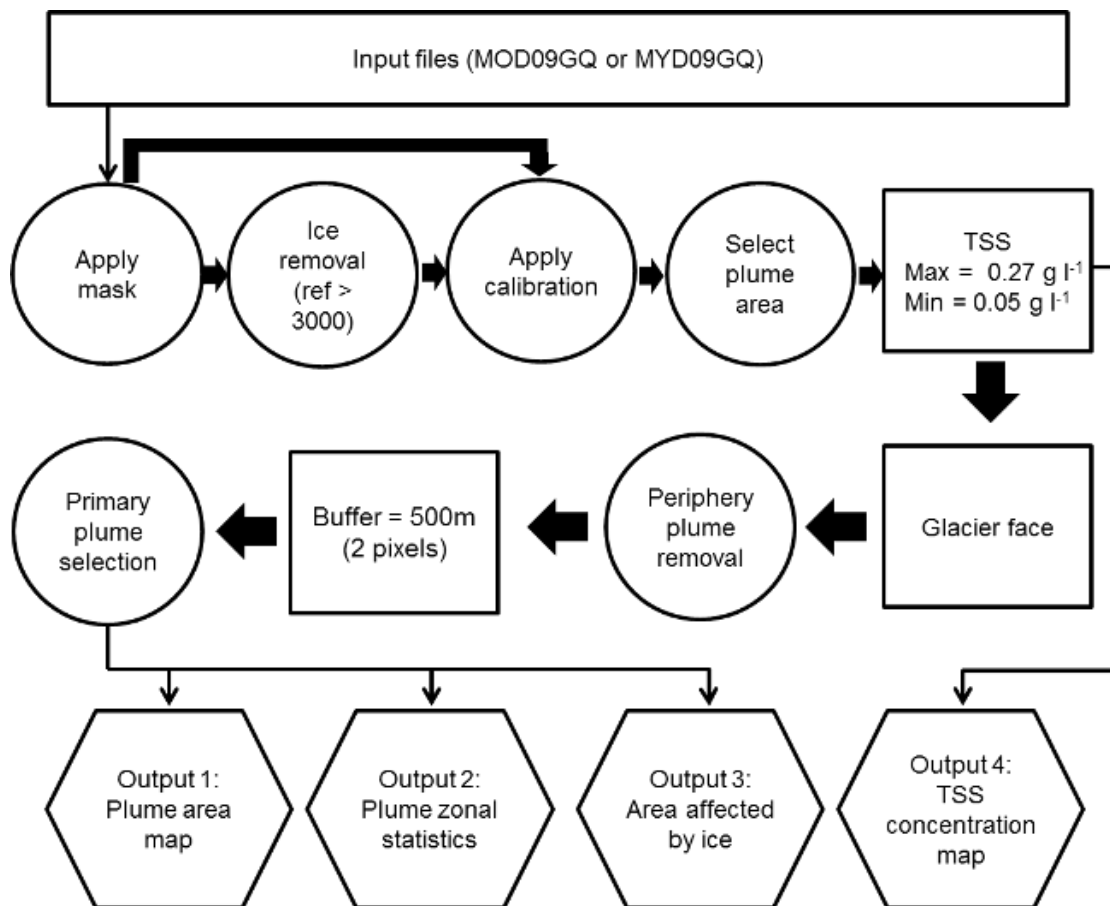 Input files (MOD09GQ or MYD09GQ)
Apply
mask
Ice
removal
(ref >
3000)
Apply
calibration
Select
plume
area
TSS
Max = 0.27 g l⁻¹
Min = 0.05 g l⁻¹
Primary
plume
selection
Buffer = 500m
(2 pixels)
Periphery
plume
removal
Glacier face
Output 1:
Plume area
map
Output 2:
Plume zonal
statistics
Output 3:
Area affected
by ice
Output 4:
TSS
concentration
map